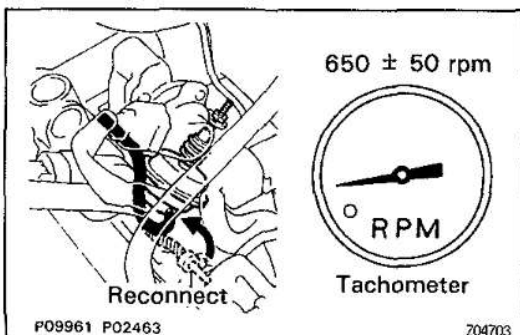 650 ± 50 rpm
RPM
Reconnect
Tachometer
P09961 P02463
704703